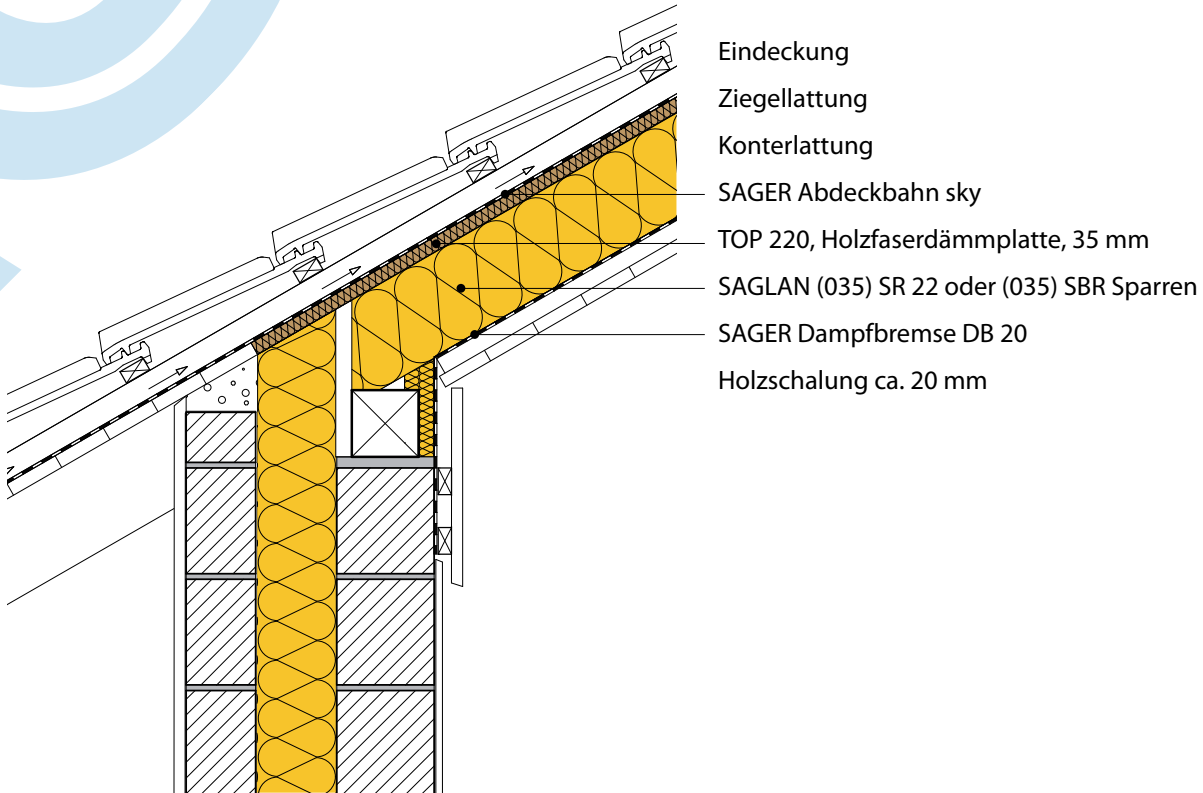 Eindeckung
Ziegellattung
Konterlattung
SAGER Abdeckbahn sky
TOP 220, Holzfaserdämmplatte, 35 mm
SAGLAN (035) SR 22 oder (035) SBR Sparren
SAGER Dampfbremse DB 20
Holzschalung ca. 20 mm